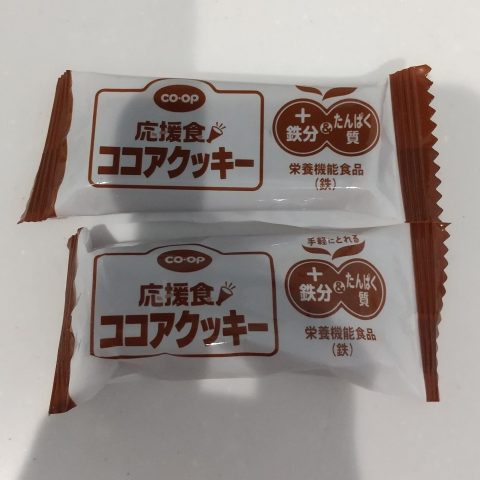 CO-OP
応援食
ココアクッキー
+
鉄分&たんぱく質
栄養機能食品
(鉄)
CO-OP
応援食
ココアクッキー
手軽にとれる
+
鉄分&たんぱく質
栄養機能食品
(鉄)